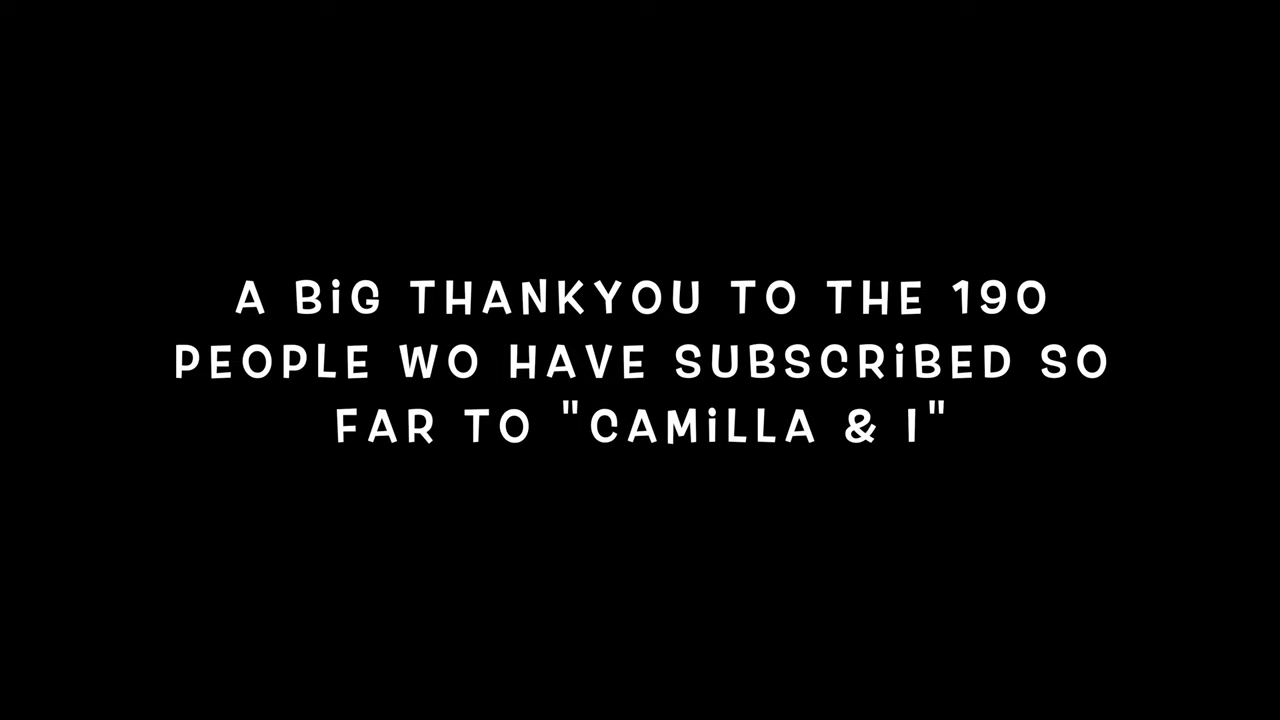 A BiG THANKYOU TO THE 190
PEOPLE WO HAVE SUBSCRiBED SO
FAR TO "CAMiLLA & I"